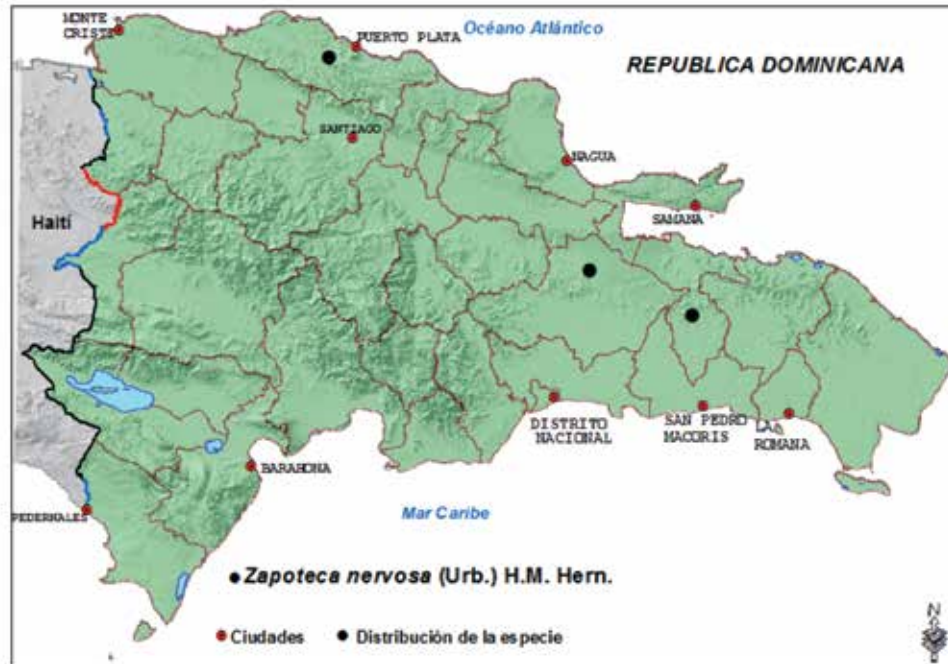 MONTE
CRISTE
PUERTO PLATA
Océano Atlántico
REPUBLICA DOMINICANA
SANTIAGO
NAGUA
SAMANA
Haití
DISTRITO
NACIONAL
SAN PEDRO
MACORIS
LA
ROMANA
BARAHONA
PEDERNALES
Mar Caribe
Zapoteca nervosa (Urb.) H.M. Hern.
Ciudades
Distribución de la especie
N